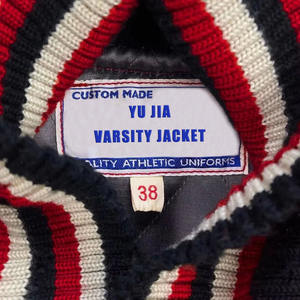 CUSTOM MADE
YU JIA
VARSITY JACKET
ALITY ATHLETIC UNIFORMS
38